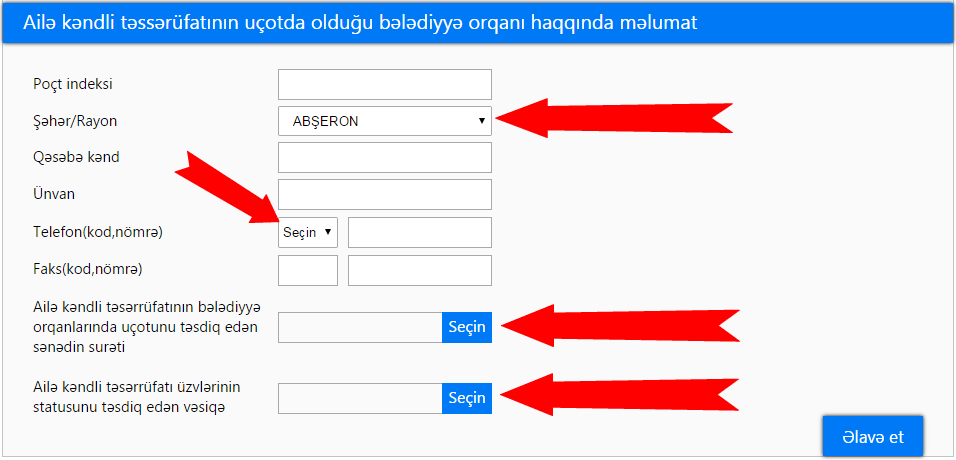 Ailə kəndli təssərüfatının uçotda olduğu bələdiyyə orqanı haqqında məlumat
Poçt indeksi
Şəhər/Rayon ABŞERON
Qəsəbə kənd
Ünvan
Telefon(kod,nömrə) Seçin
Faks(kod,nömrə)
Ailə kəndli təsərrüfatının bələdiyyə
orqanlarında uçotunu təsdiq edən
sənədin surəti
Seçin
Ailə kəndli təsərrüfatı üzvlərinin
statusunu təsdiq edən vəsiqə
Seçin
Əlavə et